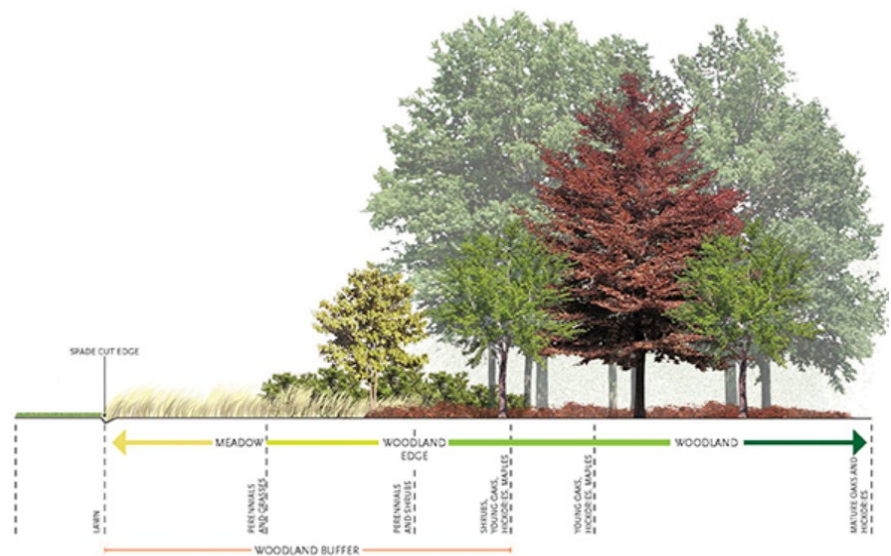 SPADE CUT EDGE
MEADOW
WOODLAND
EDGE
WOODLAND
LAWN
PERENNIALS
AND GRASSES
PERENNIALS
AND SHRUBS
SHRUBS,
YOUNG OAKS,
HICKORIES, MAPLES
YOUNG OAKS,
HICKORIES, MAPLES
MATURE OAKS AND
HICKORIES
WOODLAND BUFFER